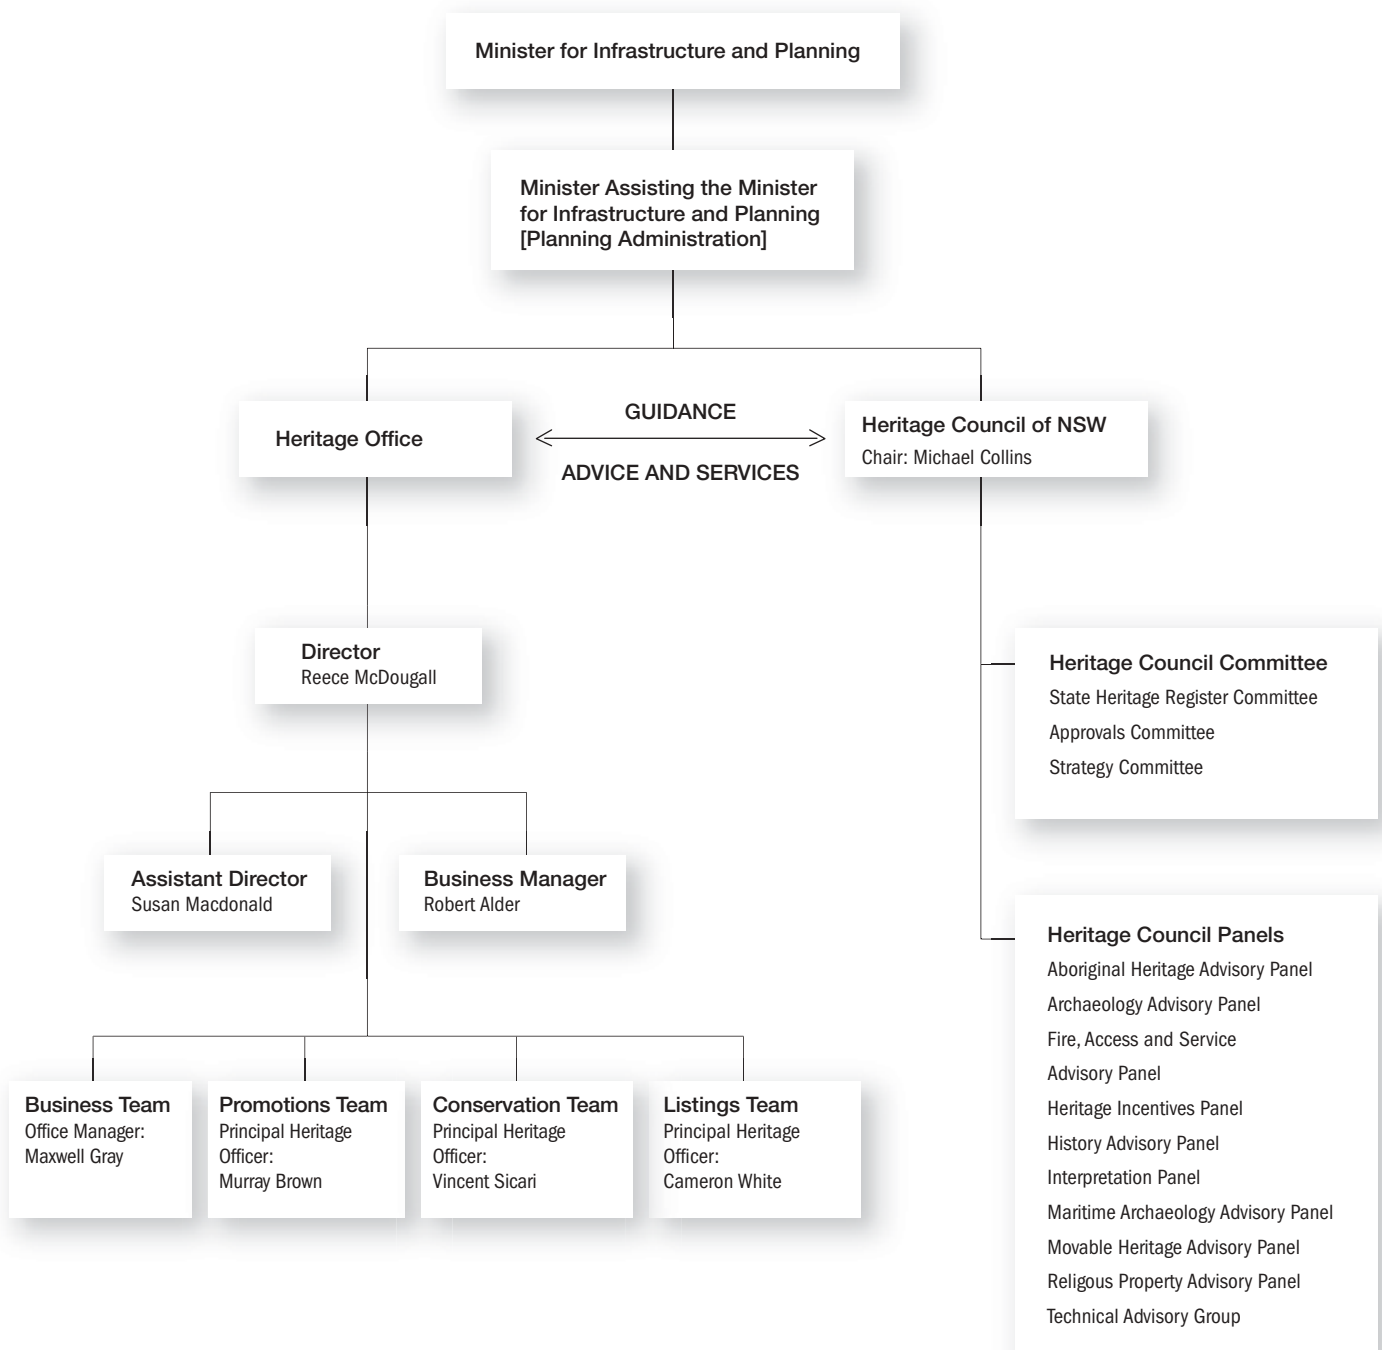 Minister for Infrastructure and Planning
Minister Assisting the Minister
for Infrastructure and Planning
[Planning Administration]
Heritage Office
GUIDANCE
ADVICE AND SERVICES
Heritage Council of NSW
Chair: Michael Collins
Director
Reece McDougall
Assistant Director
Susan Macdonald
Business Manager
Robert Alder
Business Team
Office Manager:
Maxwell Gray
Promotions Team
Principal Heritage
Officer:
Murray Brown
Conservation Team
Principal Heritage
Officer:
Vincent Sicari
Listings Team
Principal Heritage
Officer:
Cameron White
Heritage Council Committee
State Heritage Register Committee
Approvals Committee
Strategy Committee
Heritage Council Panels
Aboriginal Heritage Advisory Panel
Archaeology Advisory Panel
Fire, Access and Service
Advisory Panel
Heritage Incentives Panel
History Advisory Panel
Interpretation Panel
Maritime Archaeology Advisory Panel
Movable Heritage Advisory Panel
Religous Property Advisory Panel
Technical Advisory Group